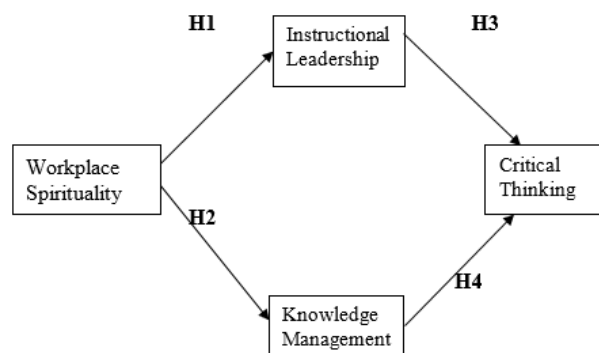 H1
Instructional
Leadership
H3
Workplace
Spirituality
Critical
Thinking
H2
H4
Knowledge
Management